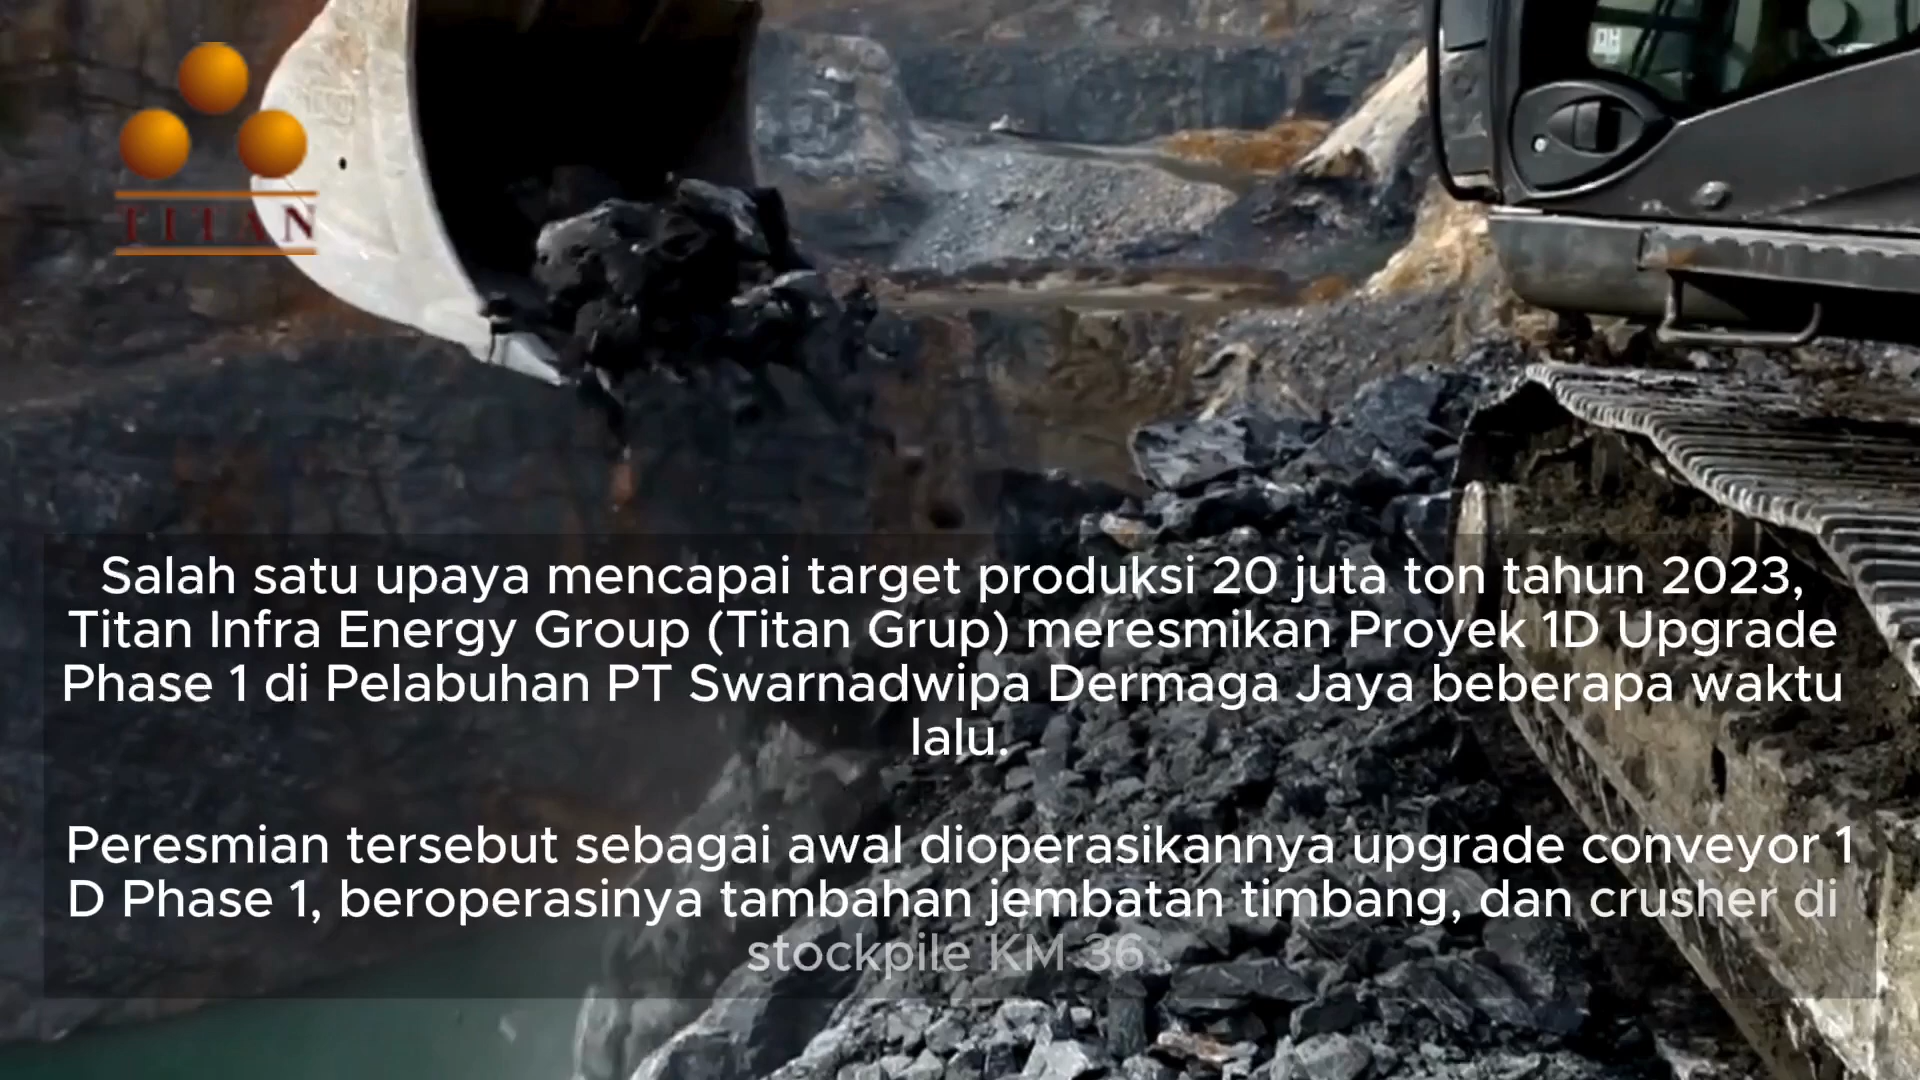 TITAN
Salah satu upaya mencapai target produksi 20 juta ton tahun 2023,
Titan Infra Energy Group (Titan Grup) meresmikan Proyek 1D Upgrade
Phase 1 di Pelabuhan PT Swarnadwipa Dermaga Jaya beberapa waktu
lalu.
Peresmian tersebut sebagai awal dioperasikannya upgrade conveyor 1
D Phase 1, beroperasinya tambahan jembatan timbang, dan crusher di
stockpile KM 36